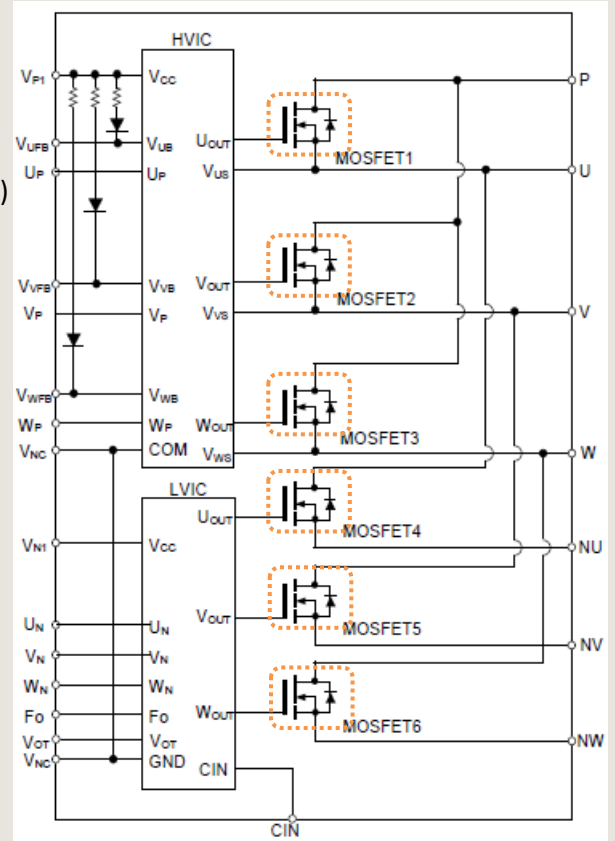 HVIC
VP1 VCC P
VUFB VUB UOUT
UP UP VUS MOSFET1 U
)
VVFB VVB VOUT
VP VP VVS MOSFET2 V
VWFB VWB
WP WP WOUT MOSFET3
VNC COM VWS W
LVIC
UOUT MOSFET4
VN1 VCC NU
UN UN VOUT MOSFET5
VN VN NV
WN WN
FO FO WOUT MOSFET6
VOT VOT NW
VNC GND CIN
CIN